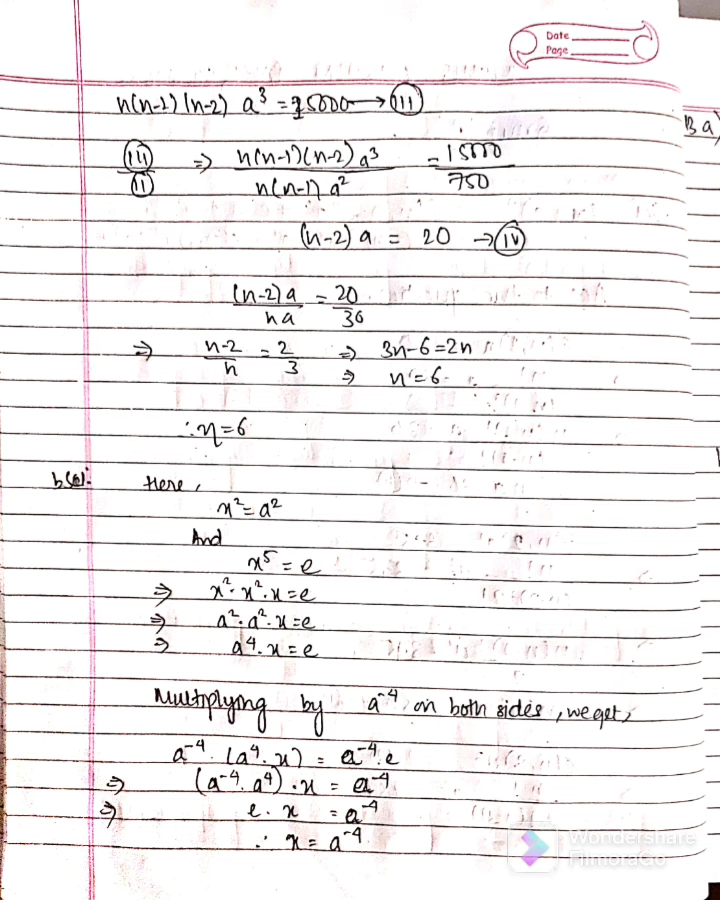 Date
Page
n(n-1)(n-2) a³ = 15000 → (III)
B a)
(III)/(II) ⇒ n(n-1)(n-2) a³ / n(n-1) a² = 15000/750
(n-2) a = 20 → (IV)
(n-2)a / na = 20/30
⇒ n-2/n = 2/3 ⇒ 3n-6=2n
⇒ n=6
∴ n=6
Here,
x² = a²
And
x⁵ = e
⇒ x².x².x=e
⇒ a².a².x=e
⇒ a⁴.x=e
Multiplying by a⁻⁴ on both sides, we get,
a⁻⁴.(a⁴.x) = a⁻⁴.e
⇒ (a⁻⁴.a⁴).x = a⁻⁴
⇒ e.x = a⁻⁴
∴ x = a⁻⁴
Wondershare
FilmoraGo